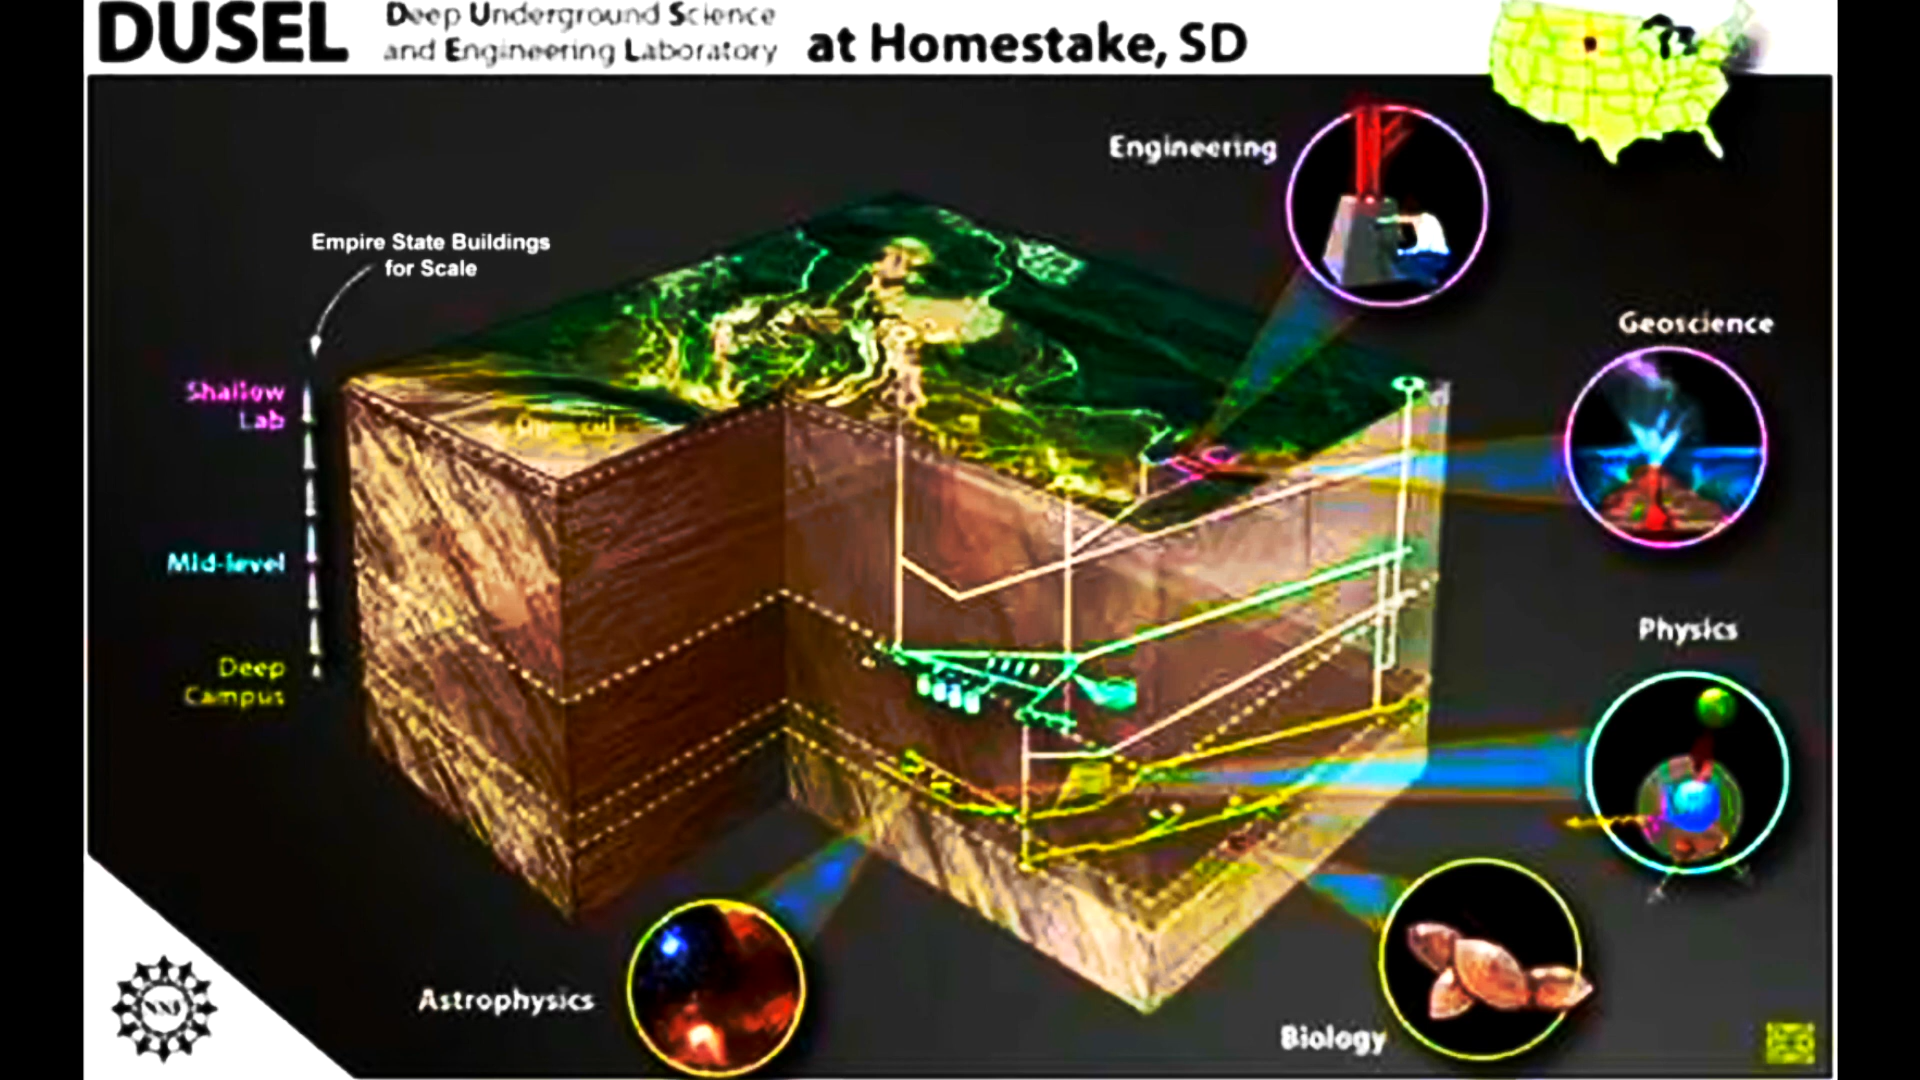 DUSEL
Deep Underground Science
and Engineering Laboratory
at Homestake, SD
Engineering
Empire State Buildings
for Scale
Geoscience
Shallow
Lab
Mid-level
Physics
Deep
Campus
Astrophysics
NSF
Biology